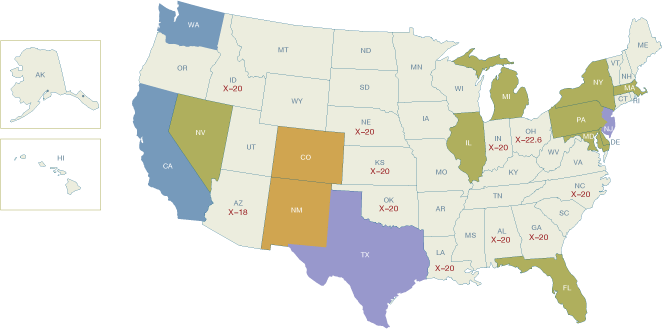 WA
MT
ND
MN
ME
OR
ID
X–20
SD
WI
MI
VT
NH
NY
MA
CT
RI
AK
WY
NE
X–20
IA
PA
NJ
NV
UT
CO
KS
X–20
IL
IN
X–20
OH
X–22.6
MD
DE
HI
CA
MO
WV
VA
KY
AZ
X–18
NM
OK
X–20
AR
TN
NC
X–20
SC
TX
LA
X–20
MS
AL
X–20
GA
X–20
FL